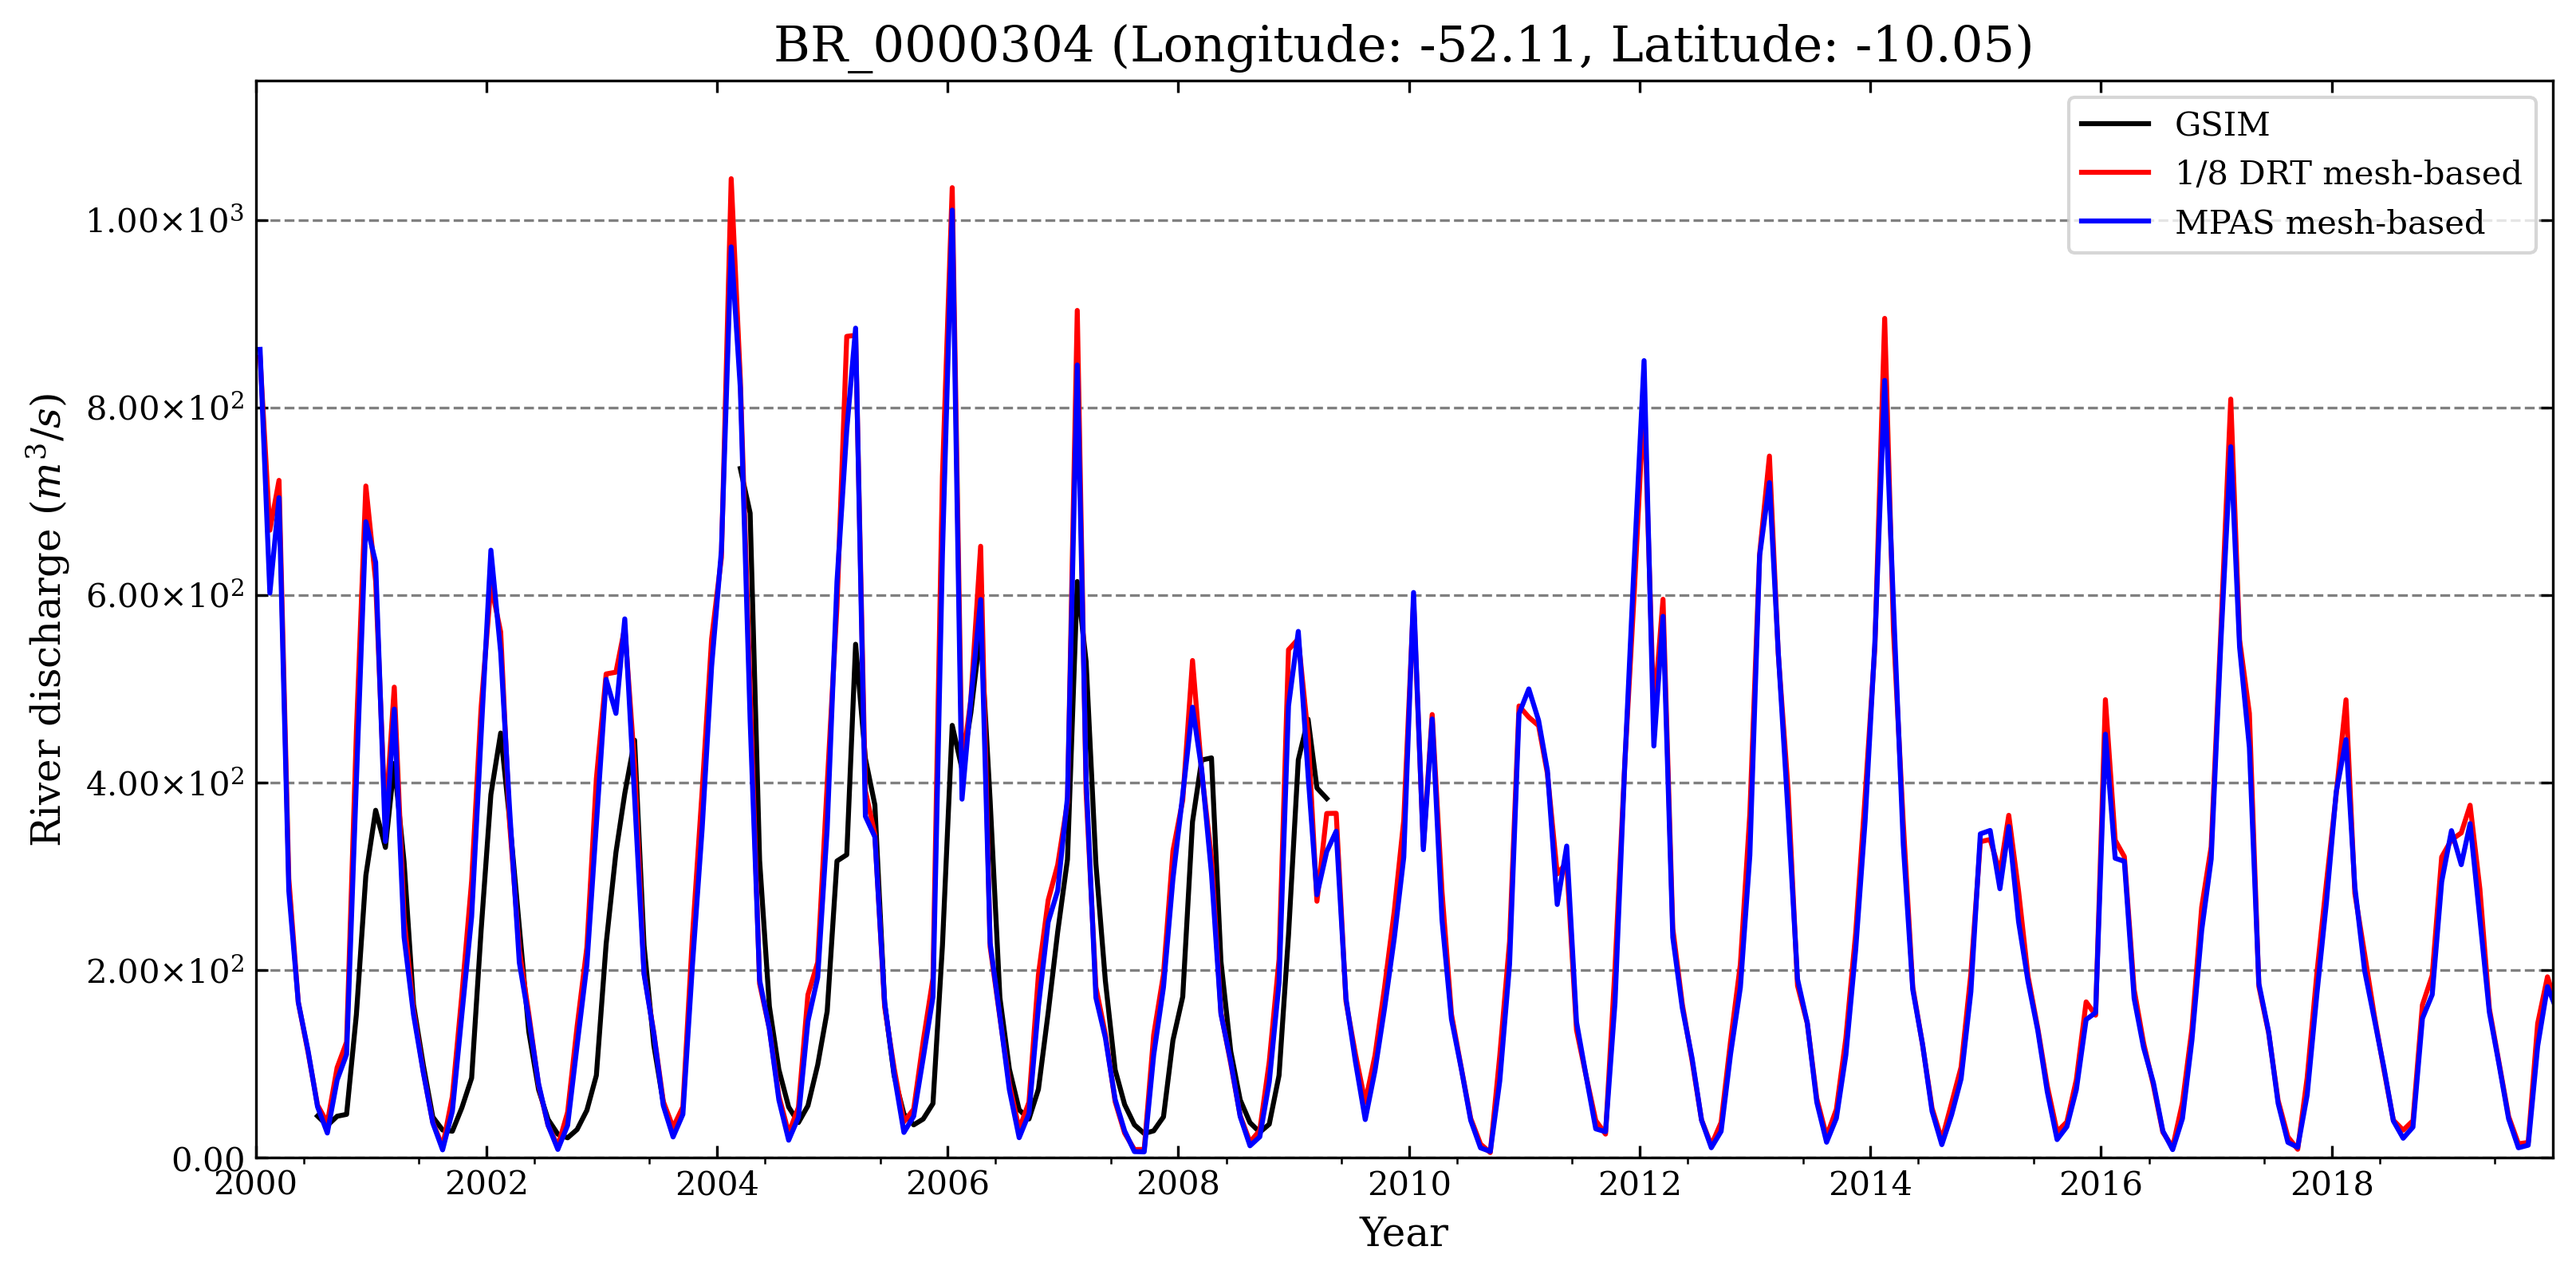 BR_0000304 (Longitude: -52.11, Latitude: -10.05)
GSIM
1/8 DRT mesh-based
MPAS mesh-based
River discharge (m³/s)
1.00×10³
8.00×10²
6.00×10²
4.00×10²
2.00×10²
0.00
2000 2002 2004 2006 2008 2010 2012 2014 2016 2018
Year